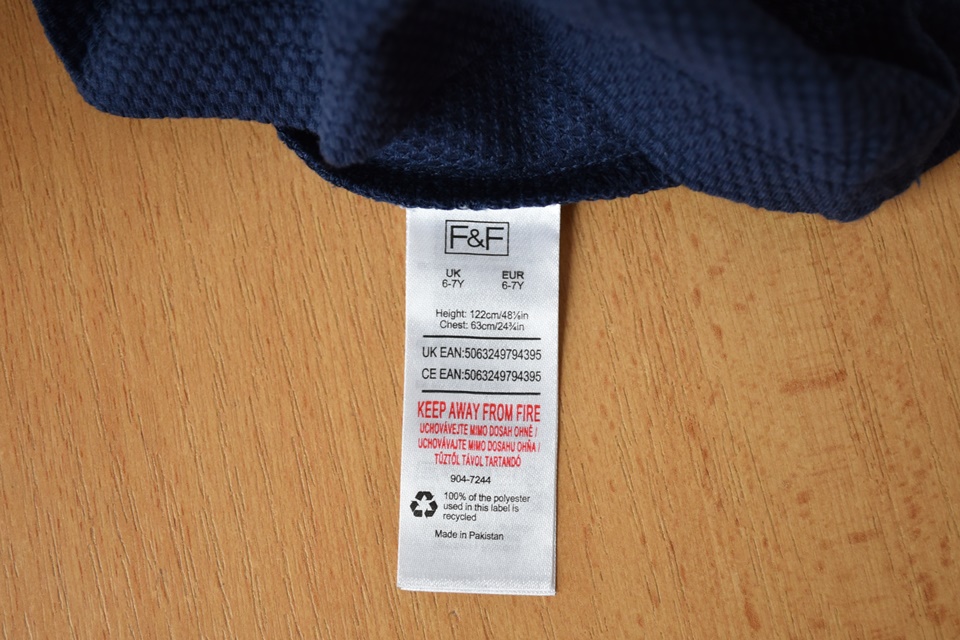 F&F
UK EUR
6-7Y 6-7Y
Height: 122cm/48⅛in
Chest: 63cm/24¾in
UK EAN:5063249794395
CE EAN:5063249794395
KEEP AWAY FROM FIRE
UCHOVÁVEJTE MIMO DOSAH OHNĚ /
UCHOVÁVAJTE MIMO DOSAHU OHŇA /
TŰZTŐL TÁVOL TARTANDÓ
904-7244
100% of the polyester
used in this label is
recycled
Made in Pakistan